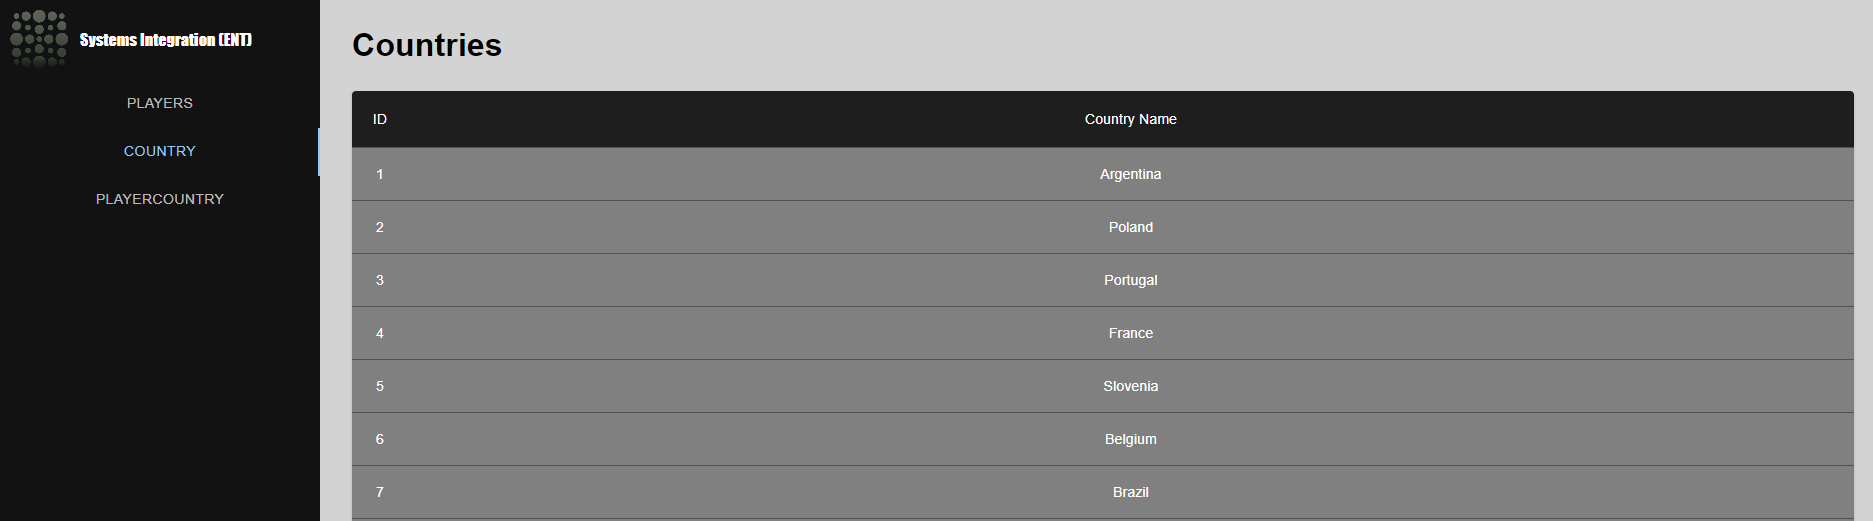 Systems Integration (ENT)
PLAYERS
COUNTRY
PLAYERCOUNTRY
Countries
ID Country Name
1 Argentina
2 Poland
3 Portugal
4 France
5 Slovenia
6 Belgium
7 Brazil